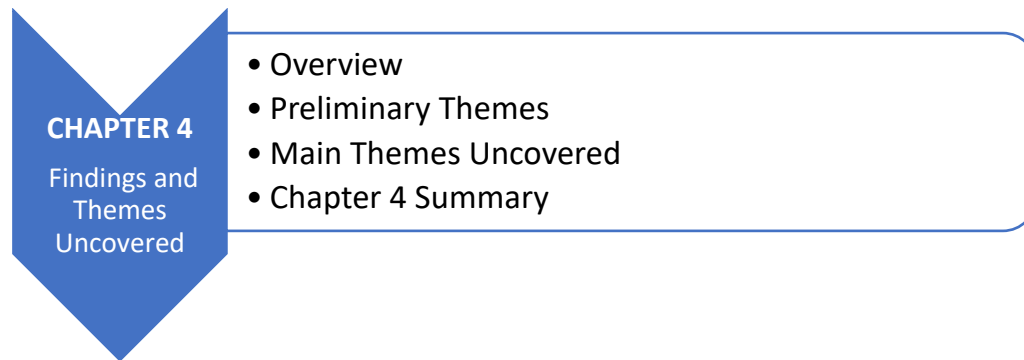 CHAPTER 4
Findings and
Themes
Uncovered
• Overview
• Preliminary Themes
• Main Themes Uncovered
• Chapter 4 Summary